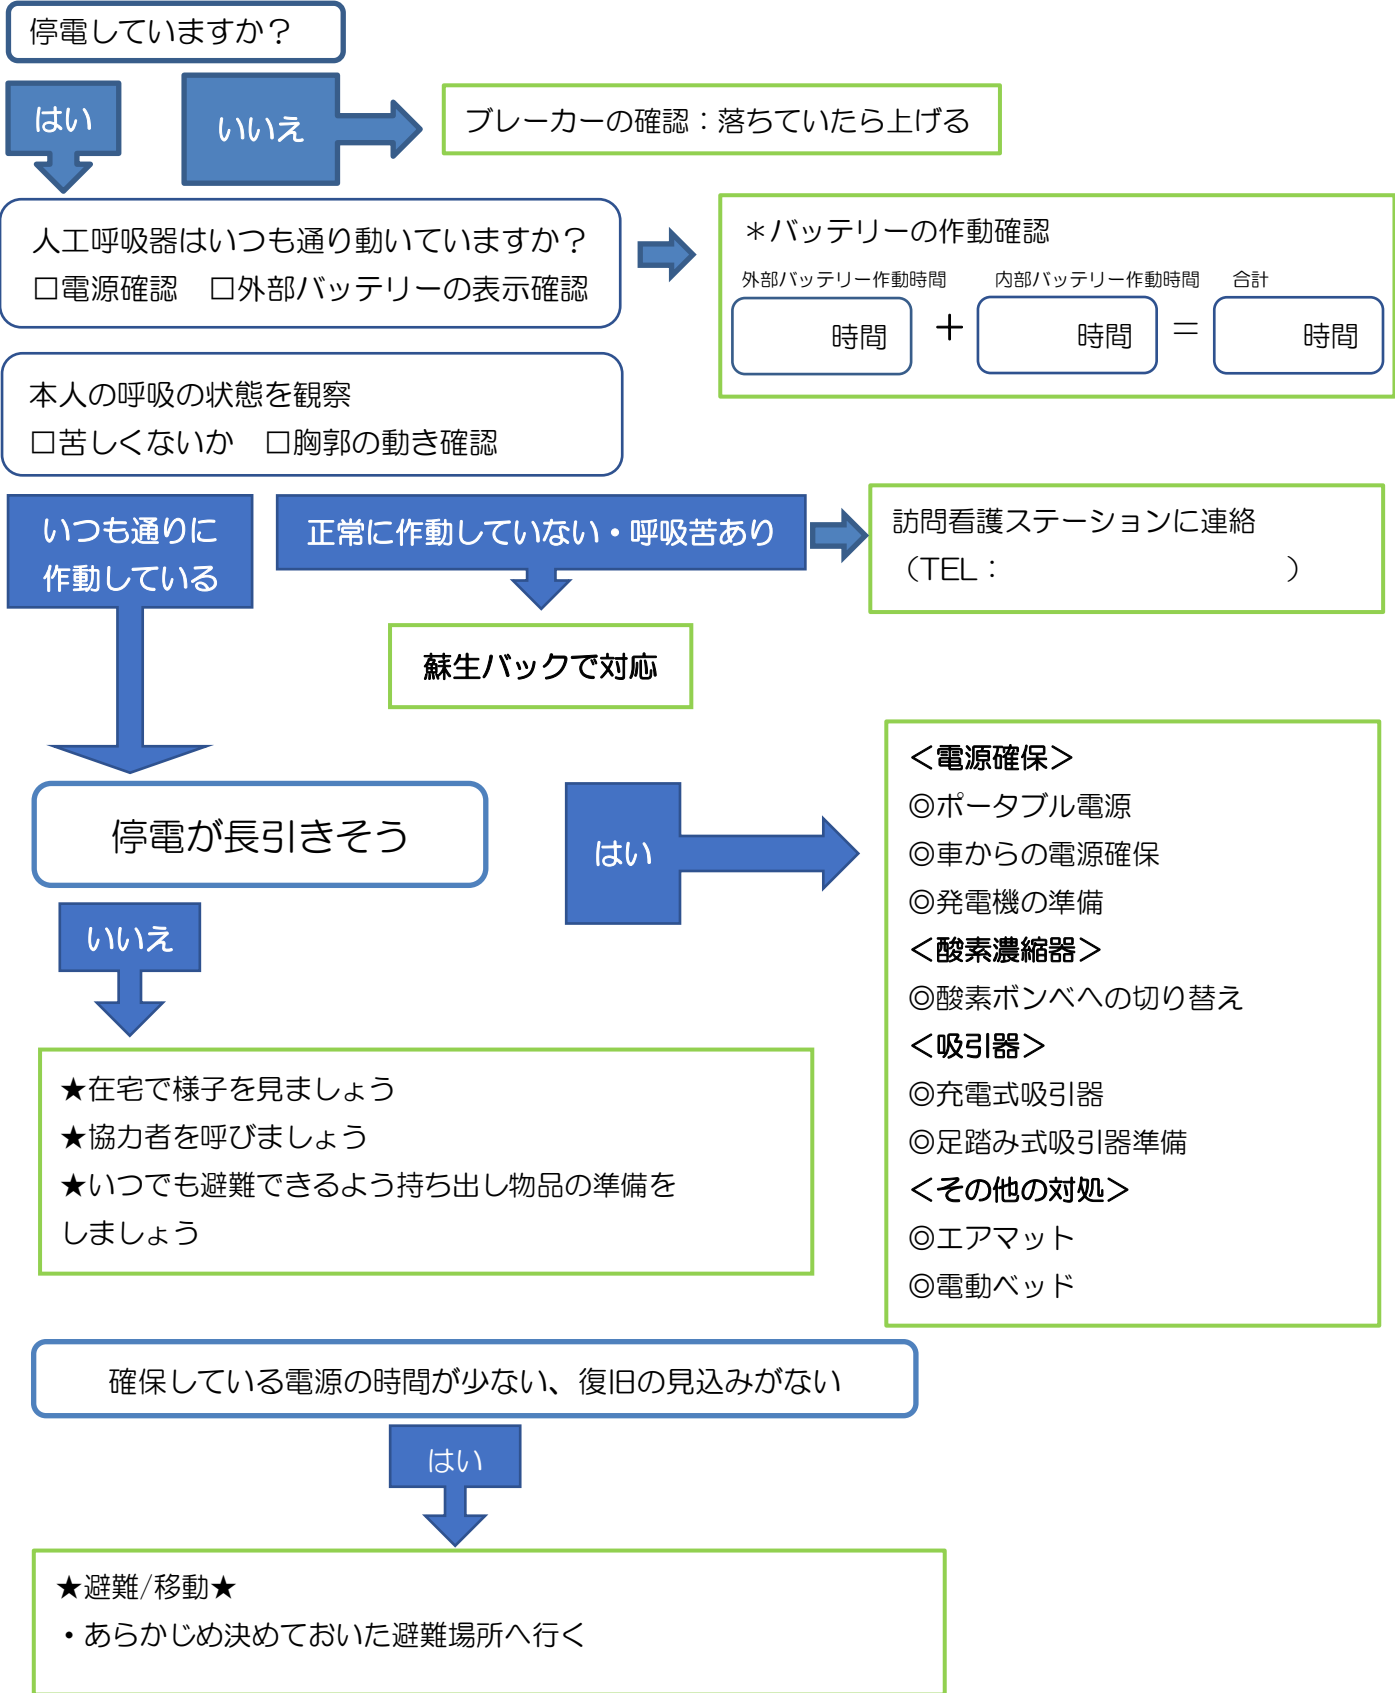 停電していますか？
はい
いいえ
ブレーカーの確認：落ちていたら上げる
人工呼吸器はいつも通り動いていますか？
□電源確認　□外部バッテリーの表示確認
＊バッテリーの作動確認
外部バッテリー作動時間　内部バッテリー作動時間　合計
時間　＋　時間　＝　時間
本人の呼吸の状態を観察
□苦しくないか　□胸郭の動き確認
いつも通りに
作動している
正常に作動していない・呼吸苦あり
訪問看護ステーションに連絡
（TEL：　　　　　　　　　　）
蘇生バックで対応
停電が長引きそう
はい
＜電源確保＞
◎ポータブル電源
◎車からの電源確保
◎発電機の準備
＜酸素濃縮器＞
◎酸素ボンベへの切り替え
＜吸引器＞
◎充電式吸引器
◎足踏み式吸引器準備
＜その他の対処＞
◎エアマット
◎電動ベッド
いいえ
★在宅で様子を見ましょう
★協力者を呼びましょう
★いつでも避難できるよう持ち出し物品の準備を
しましょう
確保している電源の時間が少ない、復旧の見込みがない
はい
★避難/移動★
・あらかじめ決めておいた避難場所へ行く